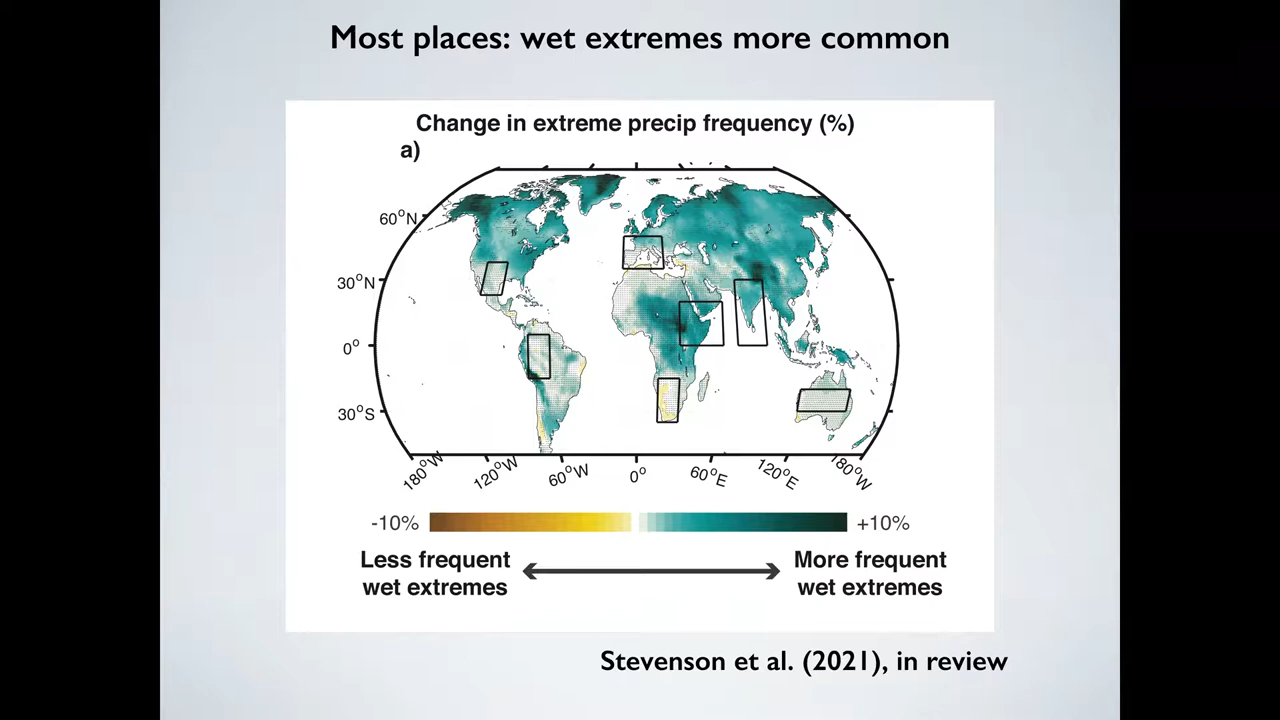 Most places: wet extremes more common
Change in extreme precip frequency (%)
a)
60°N
30°N
0°
30°S
180°W
120°W
60°W
0°
60°E
120°E
180°W
-10%
+10%
Less frequent
wet extremes
More frequent
wet extremes
Stevenson et al. (2021), in review